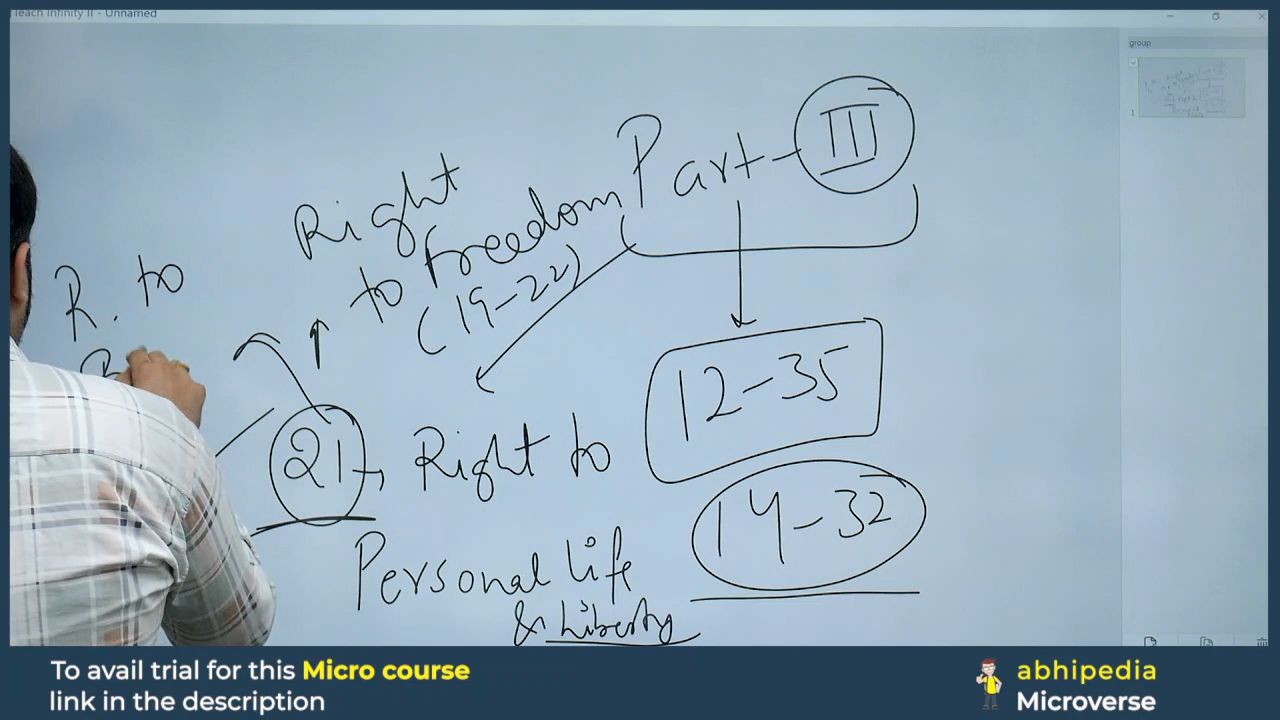 Teach Infinity II - Unnamed
group
Part - III
Right
to Freedom
(19-22)
R. to
12-35
21, Right to
14-32
Personal Life
& Liberty
1
To avail trial for this Micro course
link in the description
abhipedia
Microverse